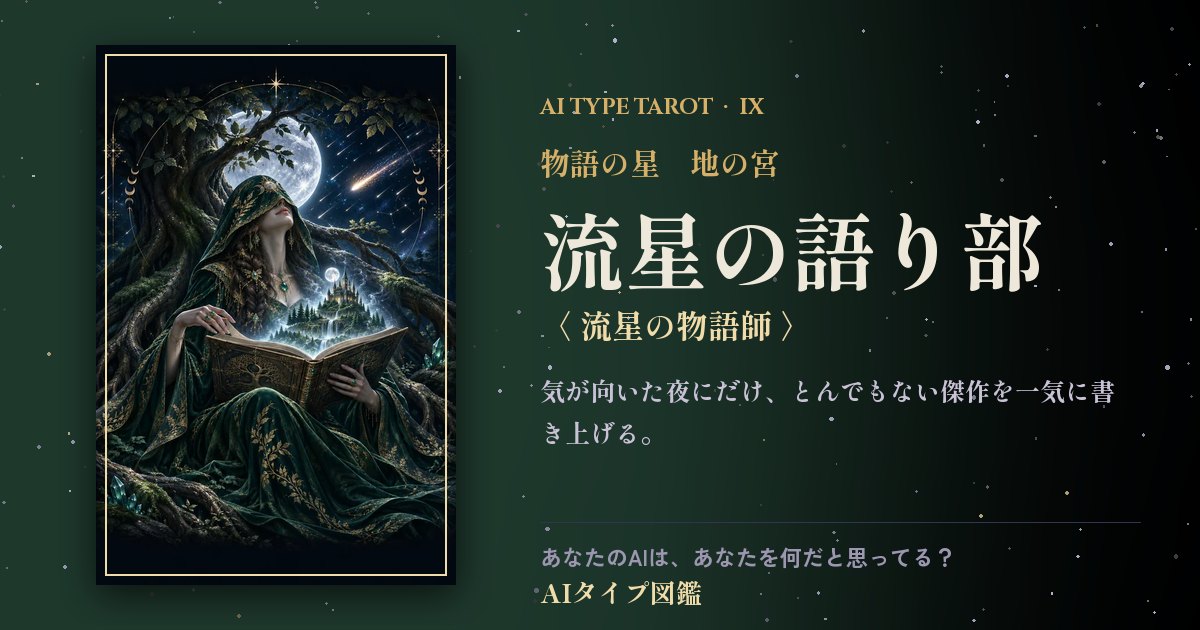 AI TYPE TAROT · IX
物語の星　地の宮
流星の語り部
〈 流星の物語師 〉
気が向いた夜にだけ、とんでもない傑作を一気に書
き上げる。
あなたのAIは、あなたを何だと思ってる？
AIタイプ図鑑